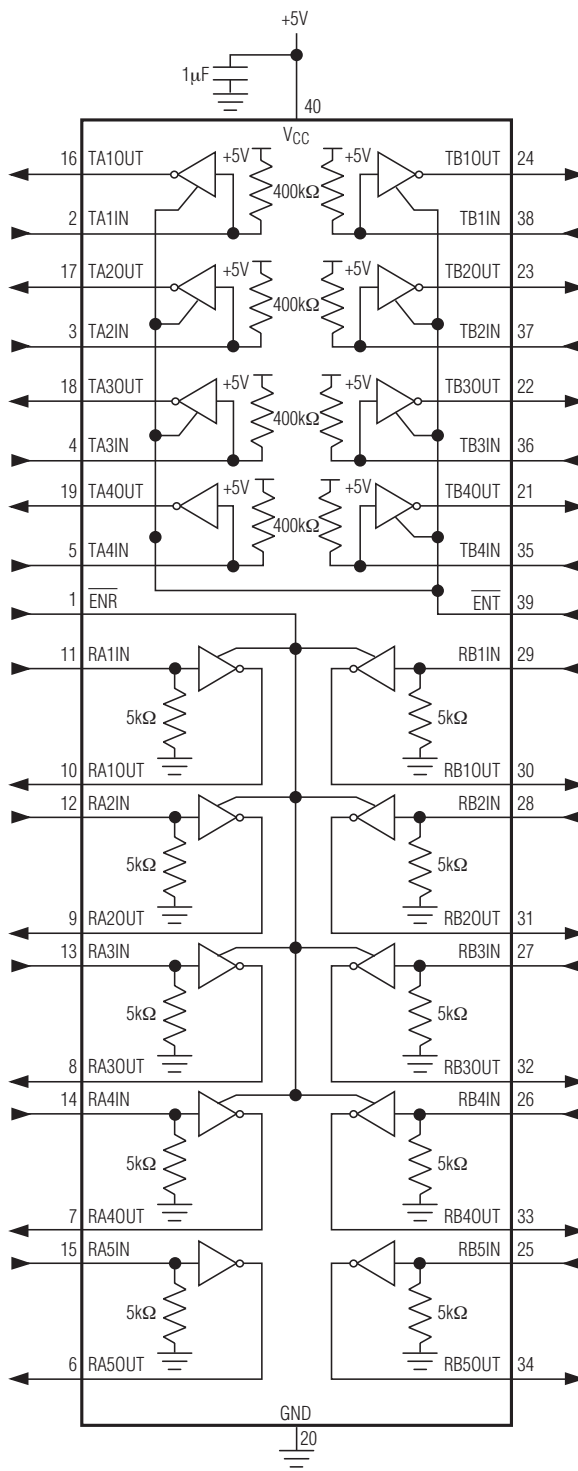 +5V
1µF
40
VCC
16 TA1OUT +5V +5V TB1OUT 24
400kΩ
2 TA1IN TB1IN 38
17 TA2OUT +5V +5V TB2OUT 23
400kΩ
3 TA2IN TB2IN 37
18 TA3OUT +5V +5V TB3OUT 22
400kΩ
4 TA3IN TB3IN 36
19 TA4OUT +5V +5V TB4OUT 21
400kΩ
5 TA4IN TB4IN 35
1 ENR ENT 39
11 RA1IN RB1IN 29
5kΩ 5kΩ
10 RA1OUT RB1OUT 30
12 RA2IN RB2IN 28
5kΩ 5kΩ
9 RA2OUT RB2OUT 31
13 RA3IN RB3IN 27
5kΩ 5kΩ
8 RA3OUT RB3OUT 32
14 RA4IN RB4IN 26
5kΩ 5kΩ
7 RA4OUT RB4OUT 33
15 RA5IN RB5IN 25
5kΩ 5kΩ
6 RA5OUT RB5OUT 34
GND
20